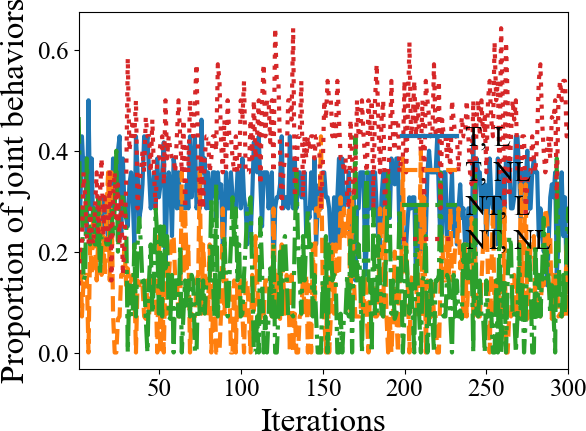 Proportion of joint behaviors
0.6
0.4
0.2
0.0
T, L
T, NL
NT, L
NT, NL
50
100
150
200
250
300
Iterations